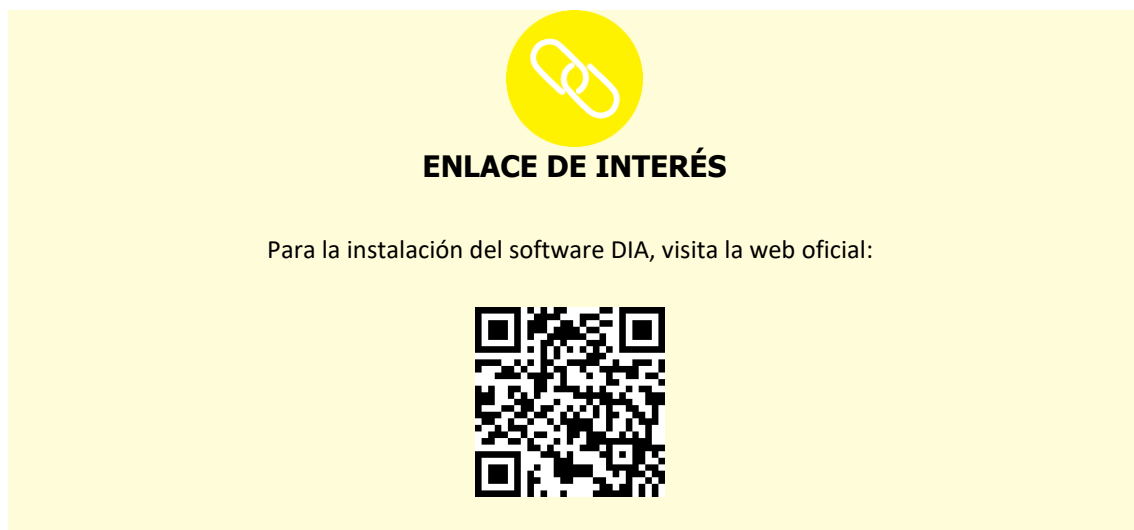 ENLACE DE INTERÉS
Para la instalación del software DIA, visita la web oficial: